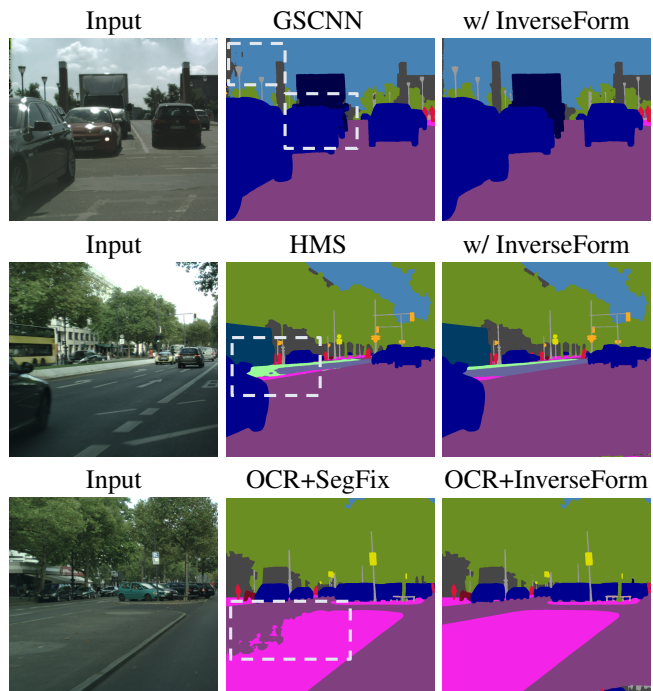 Input GSCNN w/ InverseForm
Input HMS w/ InverseForm
Input OCR+SegFix OCR+InverseForm